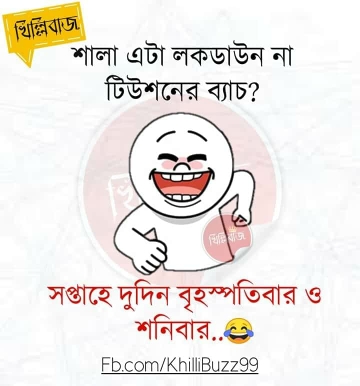 খিল্লিবাজ
শালা এটা লকডাউন না
টিউশনের ব্যাচ?
খিল্লিবাজ
সপ্তাহে দুদিন বৃহস্পতিবার ও
শনিবার..😂
Fb.com/KhilliBuzz99